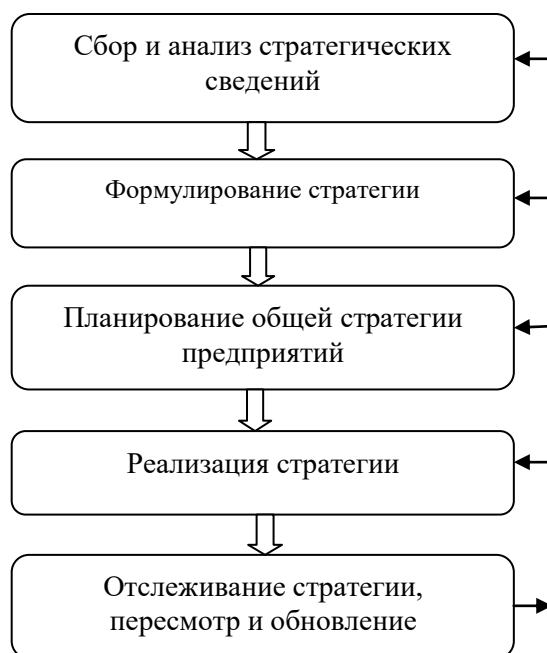 Сбор и анализ стратегических
сведений
Формулирование стратегии
Планирование общей стратегии
предприятий
Реализация стратегии
Отслеживание стратегии,
пересмотр и обновление